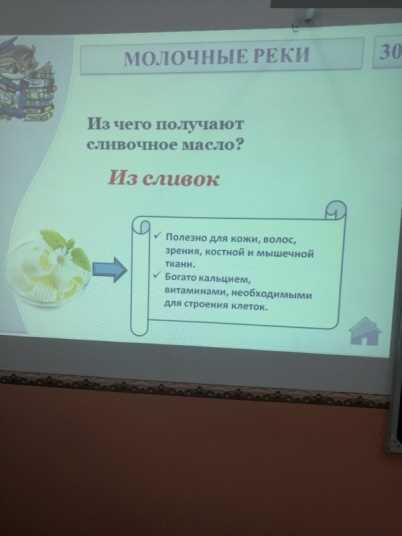 МОЛОЧНЫЕ РЕКИ
30
Из чего получают
сливочное масло?
Из сливок
✓ Полезно для кожи, волос,
зрения, костной и мышечной
ткани.
✓ Богато кальцием,
витаминами, необходимыми
для строения клеток.